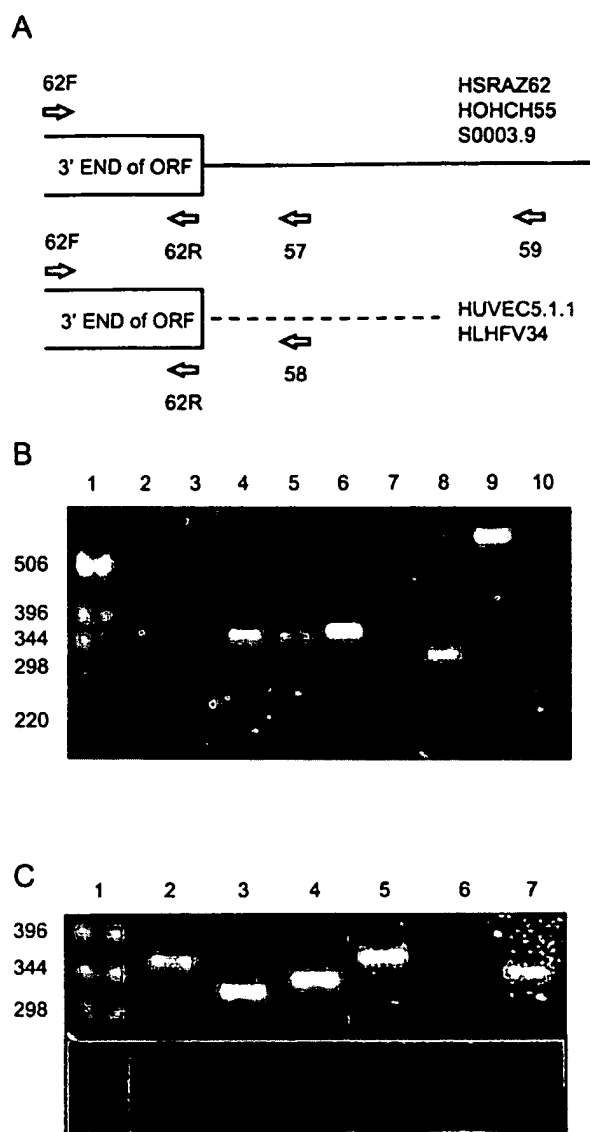 A
62F
HSRAZ62
HOHCH55
S0003.9
3' END of ORF
62R 57 59
62F
3' END of ORF
HUVEC5.1.1
HLHFV34
62R 58
B
1 2 3 4 5 6 7 8 9 10
506
396
344
298
220
C
1 2 3 4 5 6 7
396
344
298